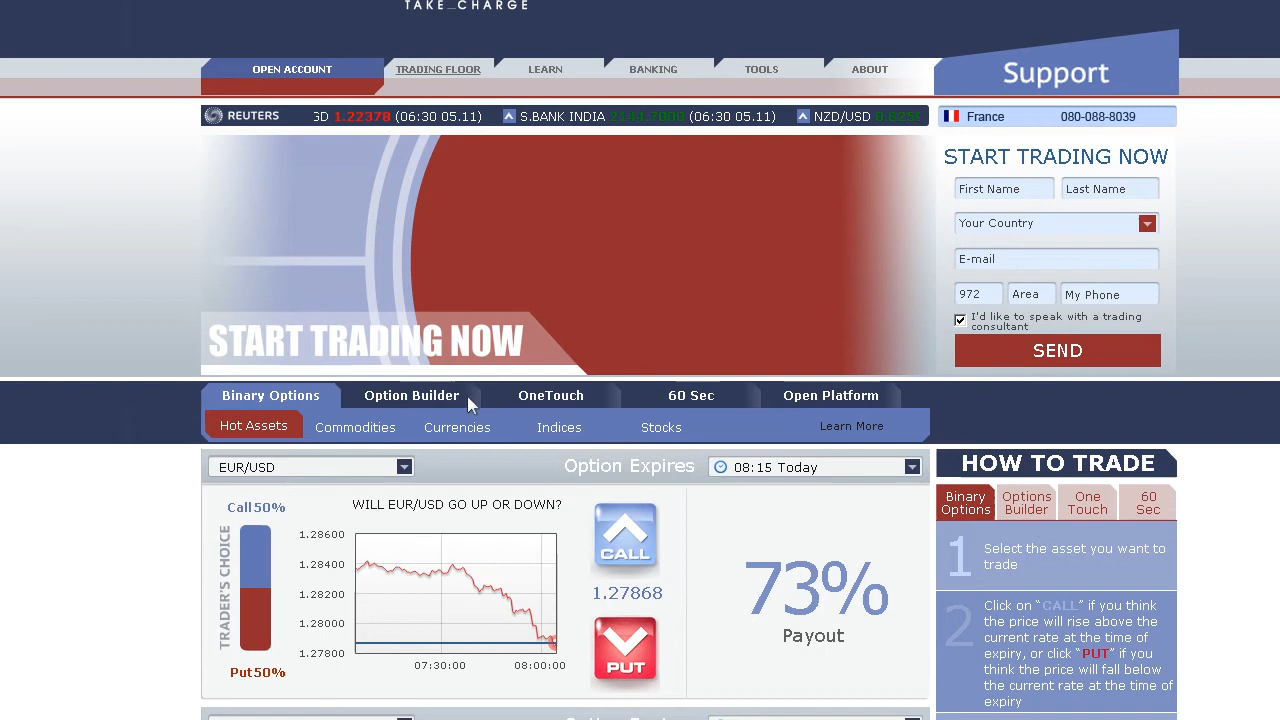 TAKE_CHARGE
OPEN ACCOUNT TRADING FLOOR LEARN BANKING TOOLS ABOUT
Support
REUTERS
1.22378 (06:30 05.11) S.BANK INDIA (06:30 05.11) NZD/USD
France 080-088-8039
START TRADING NOW
First Name Last Name
Your Country
E-mail
972 Area My Phone
I'd like to speak with a trading
consultant
SEND
START TRADING NOW
Binary Options Option Builder OneTouch 60 Sec Open Platform
Hot Assets Commodities Currencies Indices Stocks Learn More
EUR/USD Option Expires 08:15 Today
Call50%
TRADER'S CHOICE
Put50%
WILL EUR/USD GO UP OR DOWN?
1.28600
1.28400
1.28200
1.28000
1.27800
07:30:00 08:00:00
CALL
1.27868
PUT
73%
Payout
HOW TO TRADE
Binary
Options
Options
Builder
One
Touch
60
Sec
1 Select the asset you want to
trade
2 Click on "CALL" if you think
the price will rise above the
current rate at the time of
expiry, or click "PUT" if you
think the price will fall below
the current rate at the time of
expiry